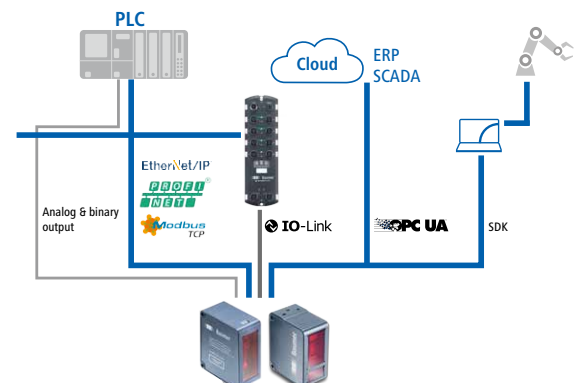 PLC
Cloud
ERP
SCADA
EtherNet/IP
PROFI
NET
Modbus
TCP
Analog & binary
output
IO-Link
OPC UA
SDK